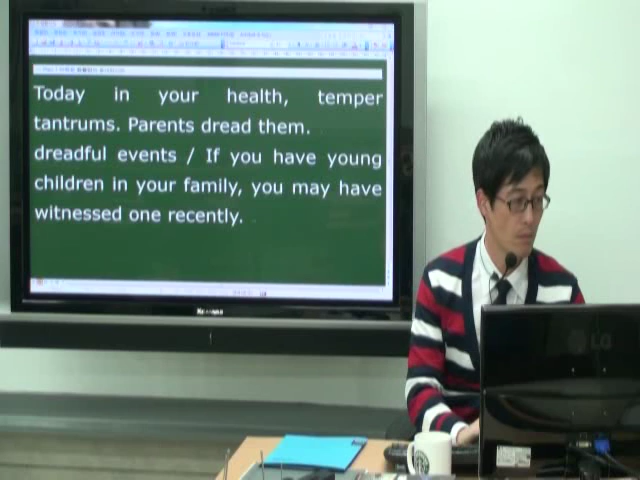 Today in your health, temper
tantrums. Parents dread them.
dreadful events / If you have young
children in your family, you may have
witnessed one recently.
LG